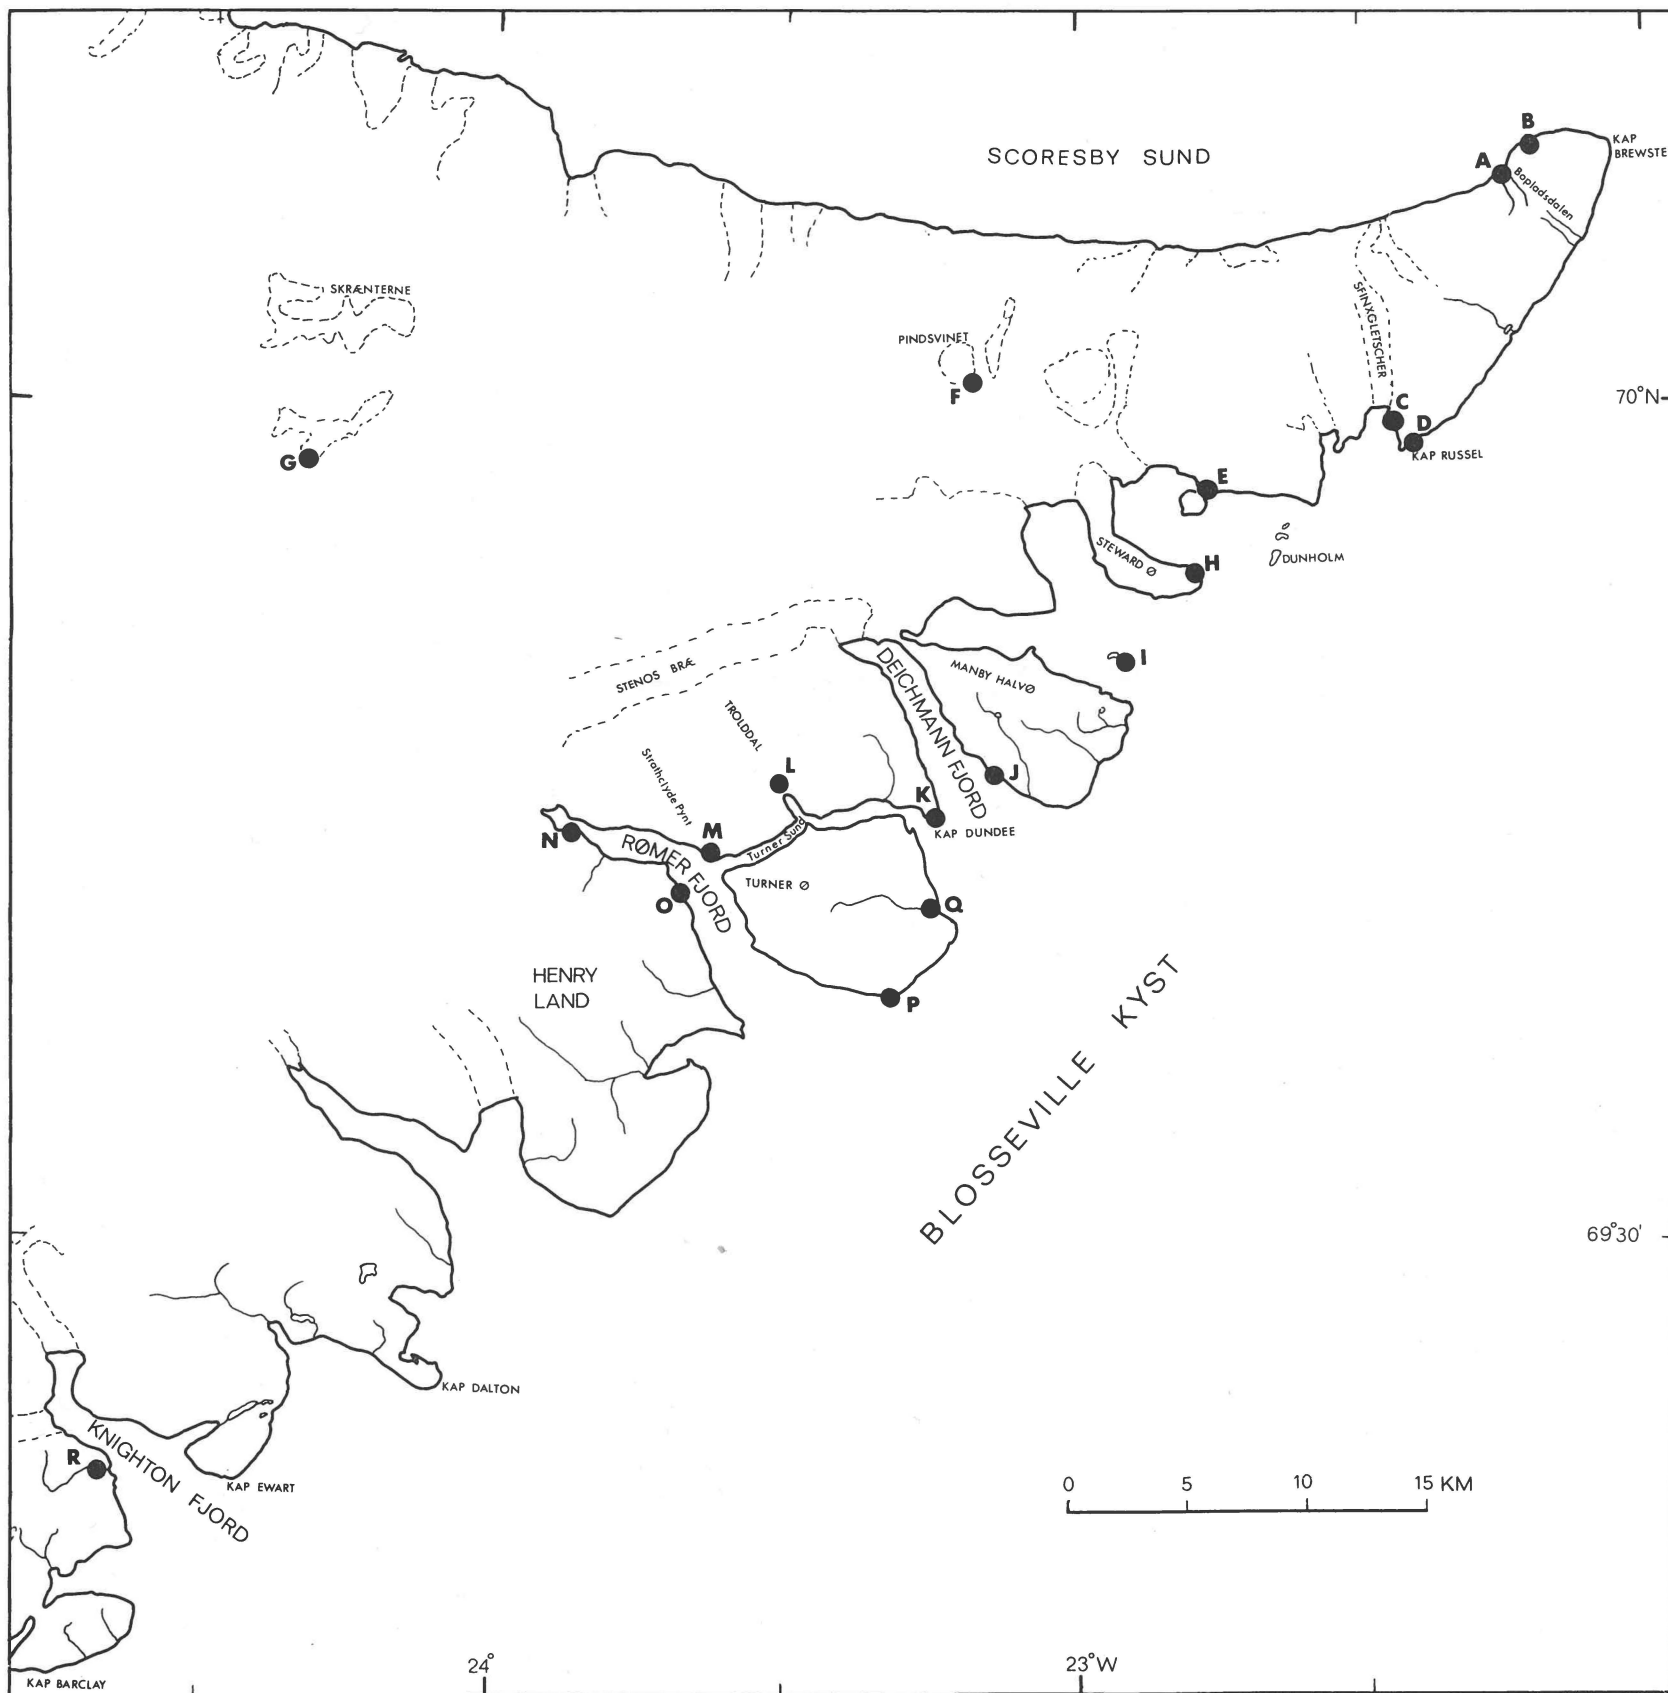 B
KAP
BREWSTE
SCORESBY SUND
A
Bopladsdalen
SKRÆNTERNE
SFINXGLETSCHER
PINDSVINET
F
70°N
C
D
KAP RUSSEL
G
E
STEWARD Ø
H
DUNHOLM
I
MANBY HALVØ
DEICHMANN FJORD
STENOS BRÆ
TROLDDAL
Strathclyde Pynt
L
J
K
KAP DUNDEE
M
N
Turner Sund
RØMER FJORD
TURNER Ø
O
Q
HENRY
LAND
P
BLOSSEVILLE KYST
69°30'
KAP DALTON
KNIGHTON FJORD
R
KAP EWART
0 5 10 15 KM
24°
23°W
KAP BARCLAY